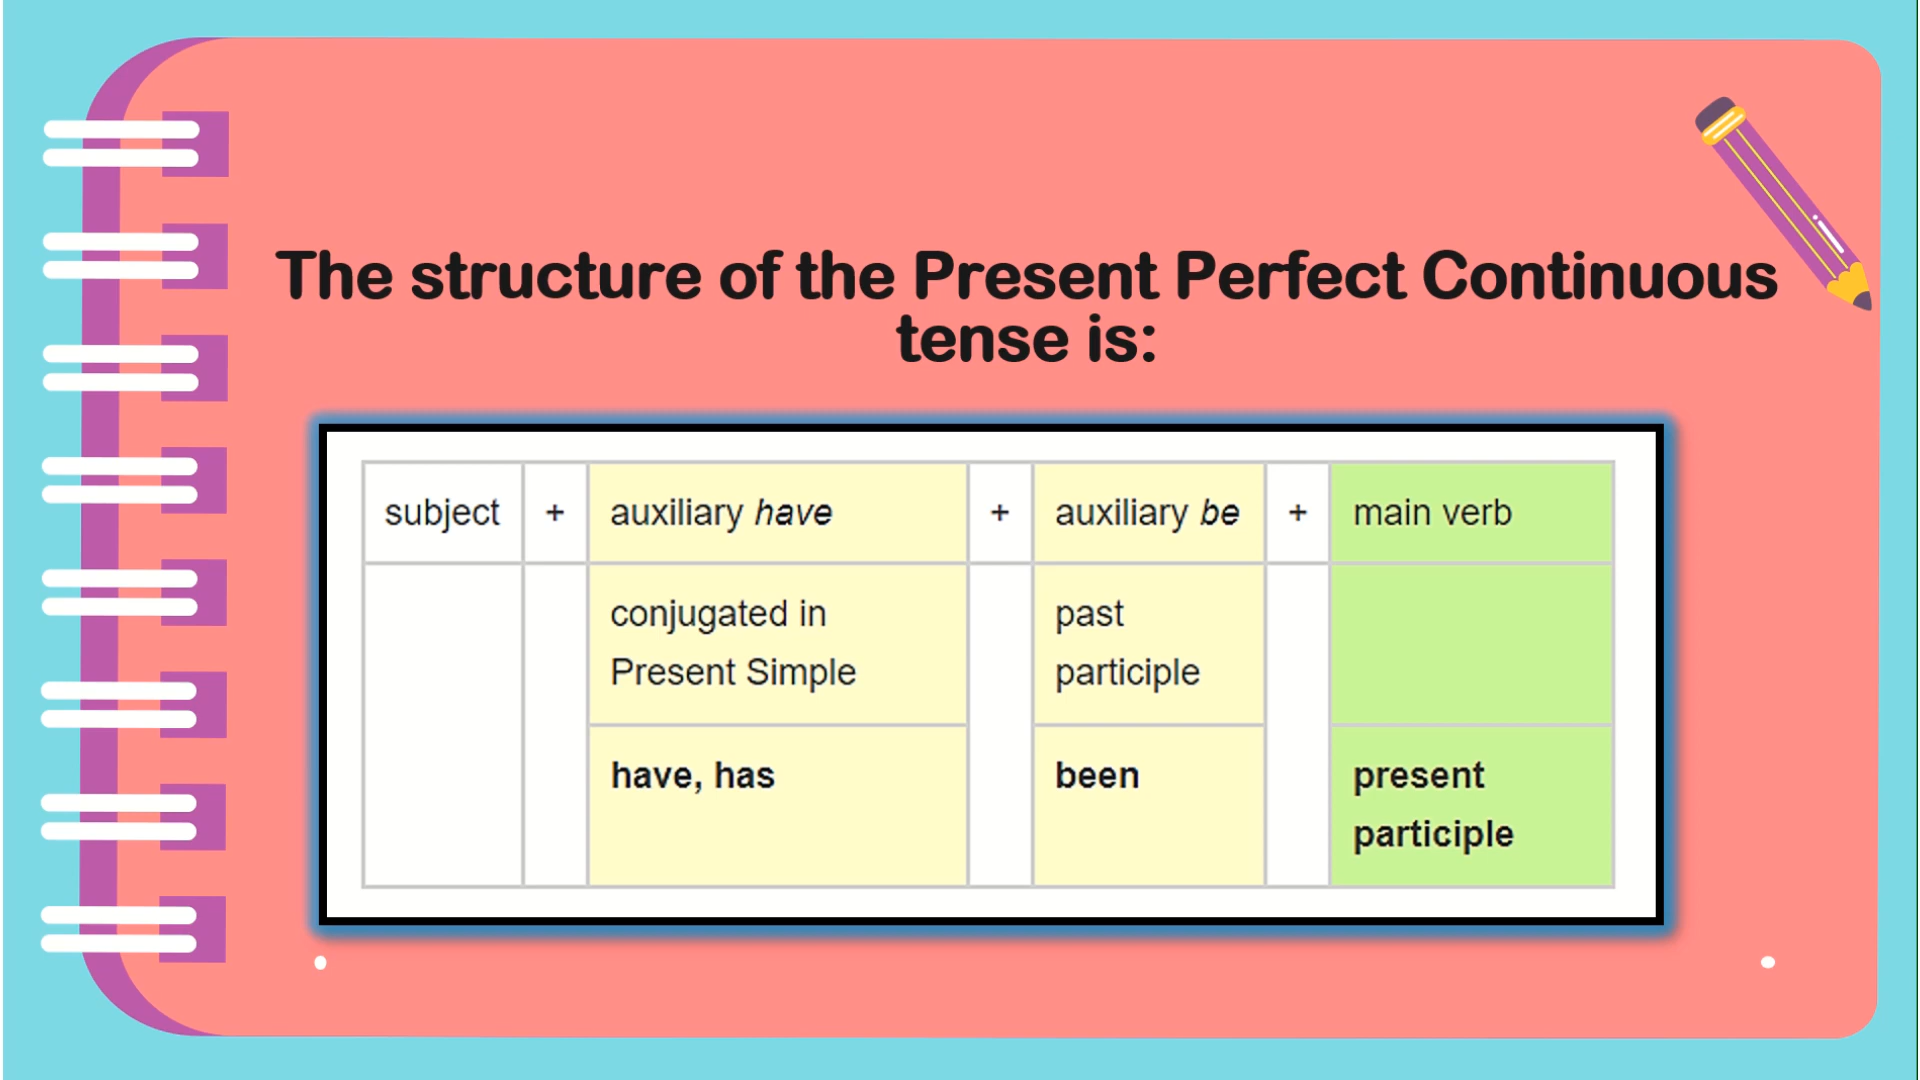 The structure of the Present Perfect Continuous
tense is:
subject + auxiliary have + auxiliary be + main verb
conjugated in
Present Simple
past
participle
have, has
been
present
participle